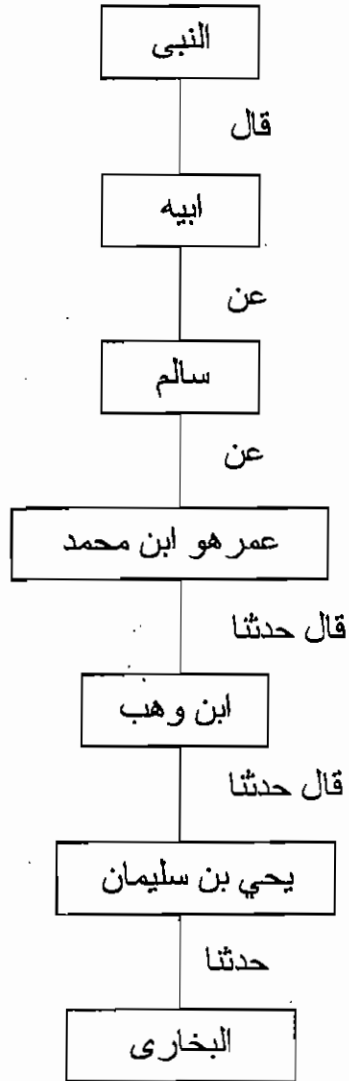 النبى
قال
ابيه
عن
سالم
عن
عمر هو ابن محمد
قال حدثنا
ابن وهب
قال حدثنا
يحي بن سليمان
حدثنا
البخارى